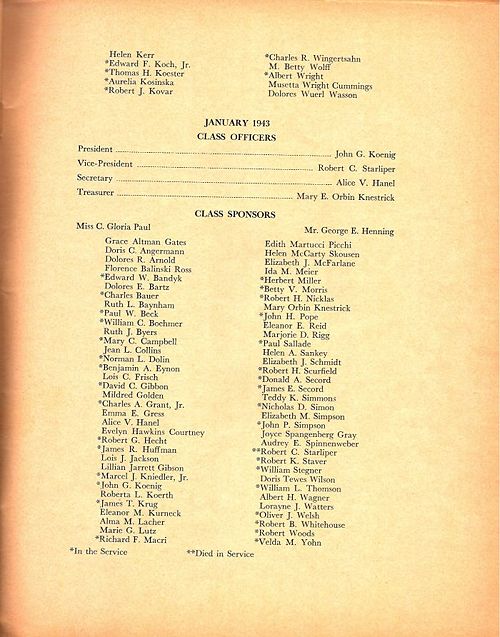 Helen Kerr
*Edward F. Koch, Jr.
*Thomas H. Koester
*Aurelia Kosinska
*Robert J. Kovar
*Charles R. Wingertsahn
M. Betty Wolff
*Albert Wright
Musetta Wright Cummings
Dolores Wuerl Wasson
JANUARY 1943
CLASS OFFICERS
President ........ John G. Koenig
Vice-President ........ Robert C. Starliper
Secretary ........ Alice V. Hanel
Treasurer ........ Mary E. Orbin Knestrick
CLASS SPONSORS
Miss C. Gloria Paul
Mr. George E. Henning
Grace Altman Gates
Doris C. Angermann
Dolores R. Arnold
Florence Balinski Ross
*Edward W. Bandyk
Dolores E. Bartz
*Charles Bauer
Ruth L. Baynham
*Paul W. Beck
*William C. Boehmer
Ruth J. Byers
*Mary C. Campbell
Jean L. Collins
*Norman L. Dolin
*Benjamin A. Eynon
Lois C. Frisch
*David C. Gibbon
Mildred Golden
*Charles A. Grant, Jr.
Emma E. Gress
Alice V. Hanel
Evelyn Hawkins Courtney
*Robert G. Hecht
*James R. Huffman
Lois J. Jackson
Lillian Jarrett Gibson
*Marcel J. Kniedler, Jr.
*John G. Koenig
Roberta L. Koerth
*James T. Krug
Eleanor M. Kurneck
Alma M. Lacher
Marie G. Lutz
*Richard F. Macri
Edith Martucci Picchi
Helen McCarty Skousen
Elizabeth J. McFarlane
Ida M. Meier
*Herbert Miller
*Betty V. Morris
*Robert H. Nicklas
Mary Orbin Knestrick
*John H. Pope
Eleanor E. Reid
Marjorie D. Rigg
*Paul Sallade
Helen A. Sankey
Elizabeth J. Schmidt
*Robert H. Scurfield
*Donald A. Secord
*James E. Secord
Teddy K. Simmons
*Nicholas D. Simon
Elizabeth M. Simpson
*John P. Simpson
Joyce Spangenberg Gray
Audrey E. Spinnenweber
**Robert C. Starliper
*Robert K. Staver
*William Stegner
Doris Tewes Wilson
*William L. Thomson
Albert H. Wagner
Lorayne J. Watters
*Oliver J. Welsh
*Robert B. Whitehouse
*Robert Woods
*Velda M. Yohn
*In the Service
**Died in Service